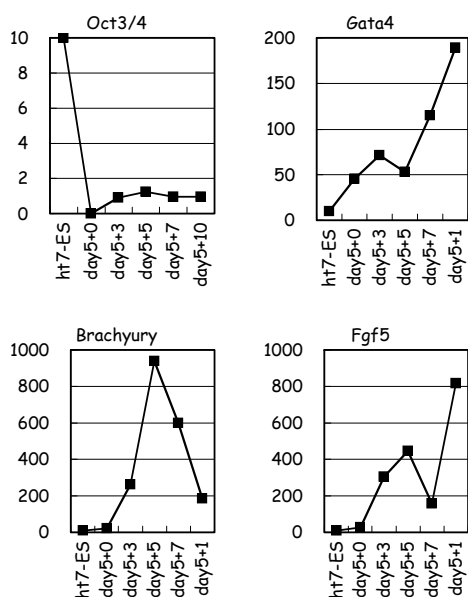 Oct3/4
10
8
6
4
2
0
ht7-ES
day5+0
day5+3
day5+5
day5+7
day5+10
Gata4
200
150
100
50
0
ht7-ES
day5+0
day5+3
day5+5
day5+7
day5+1
Brachyury
1000
800
600
400
200
0
ht7-ES
day5+0
day5+3
day5+5
day5+7
day5+1
Fgf5
1000
800
600
400
200
0
ht7-ES
day5+0
day5+3
day5+5
day5+7
day5+1